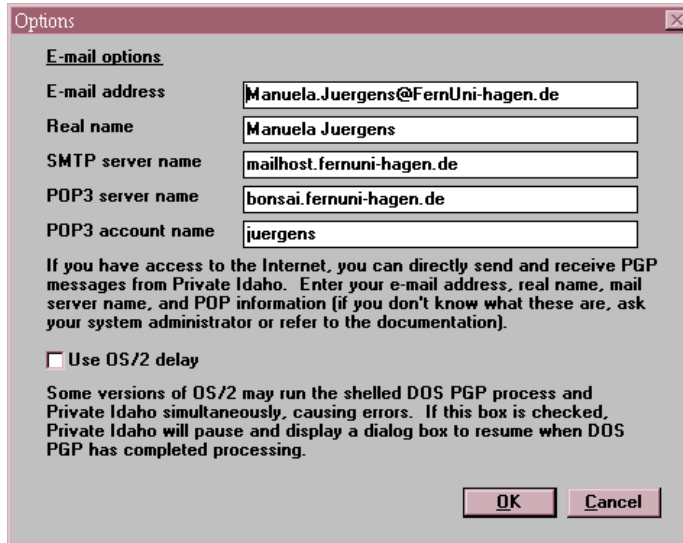 Options
E-mail options
E-mail address
Manuela.Juergens@FernUni-hagen.de
Real name
Manuela Juergens
SMTP server name
mailhost.fernuni-hagen.de
POP3 server name
bonsai.fernuni-hagen.de
POP3 account name
juergens
If you have access to the Internet, you can directly send and receive PGP
messages from Private Idaho.  Enter your e-mail address, real name, mail
server name, and POP information (if you don't know what these are, ask
your system administrator or refer to the documentation).
Use OS/2 delay
Some versions of OS/2 may run the shelled DOS PGP process and
Private Idaho simultaneously, causing errors.  If this box is checked,
Private Idaho will pause and display a dialog box to resume when DOS
PGP has completed processing.
OK
Cancel